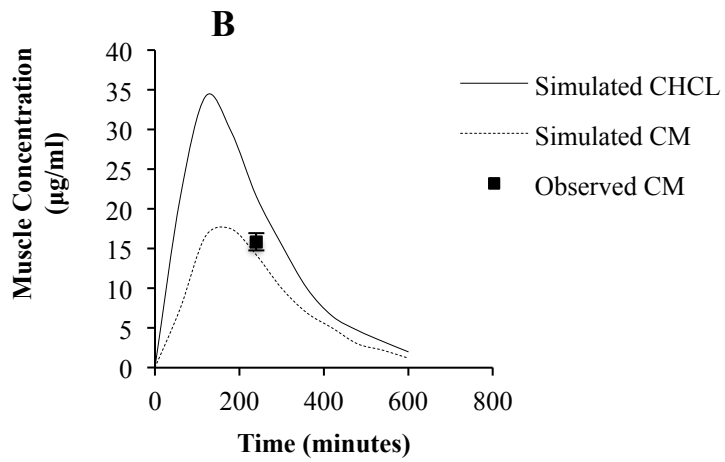 B
Muscle Concentration
(µg/ml)
40
35
30
25
20
15
10
5
0
0 200 400 600 800
Time (minutes)
Simulated CHCL
Simulated CM
Observed CM